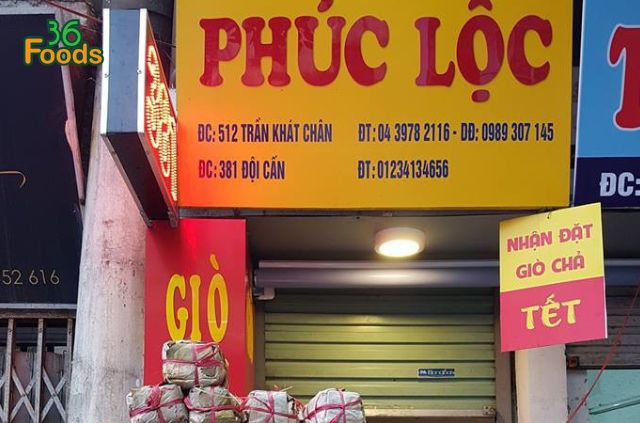 36
Foods
PHÚC LỘC
ĐC: 512 TRẦN KHÁT CHÂN ĐT: 04 3978 2116 - DĐ: 0989 307 145
ĐC: 381 ĐỘI CẤN ĐT: 01234134656
ĐC:
52 616
NHẬN ĐẶT
GIÒ CHẢ
TẾT
GIÒ